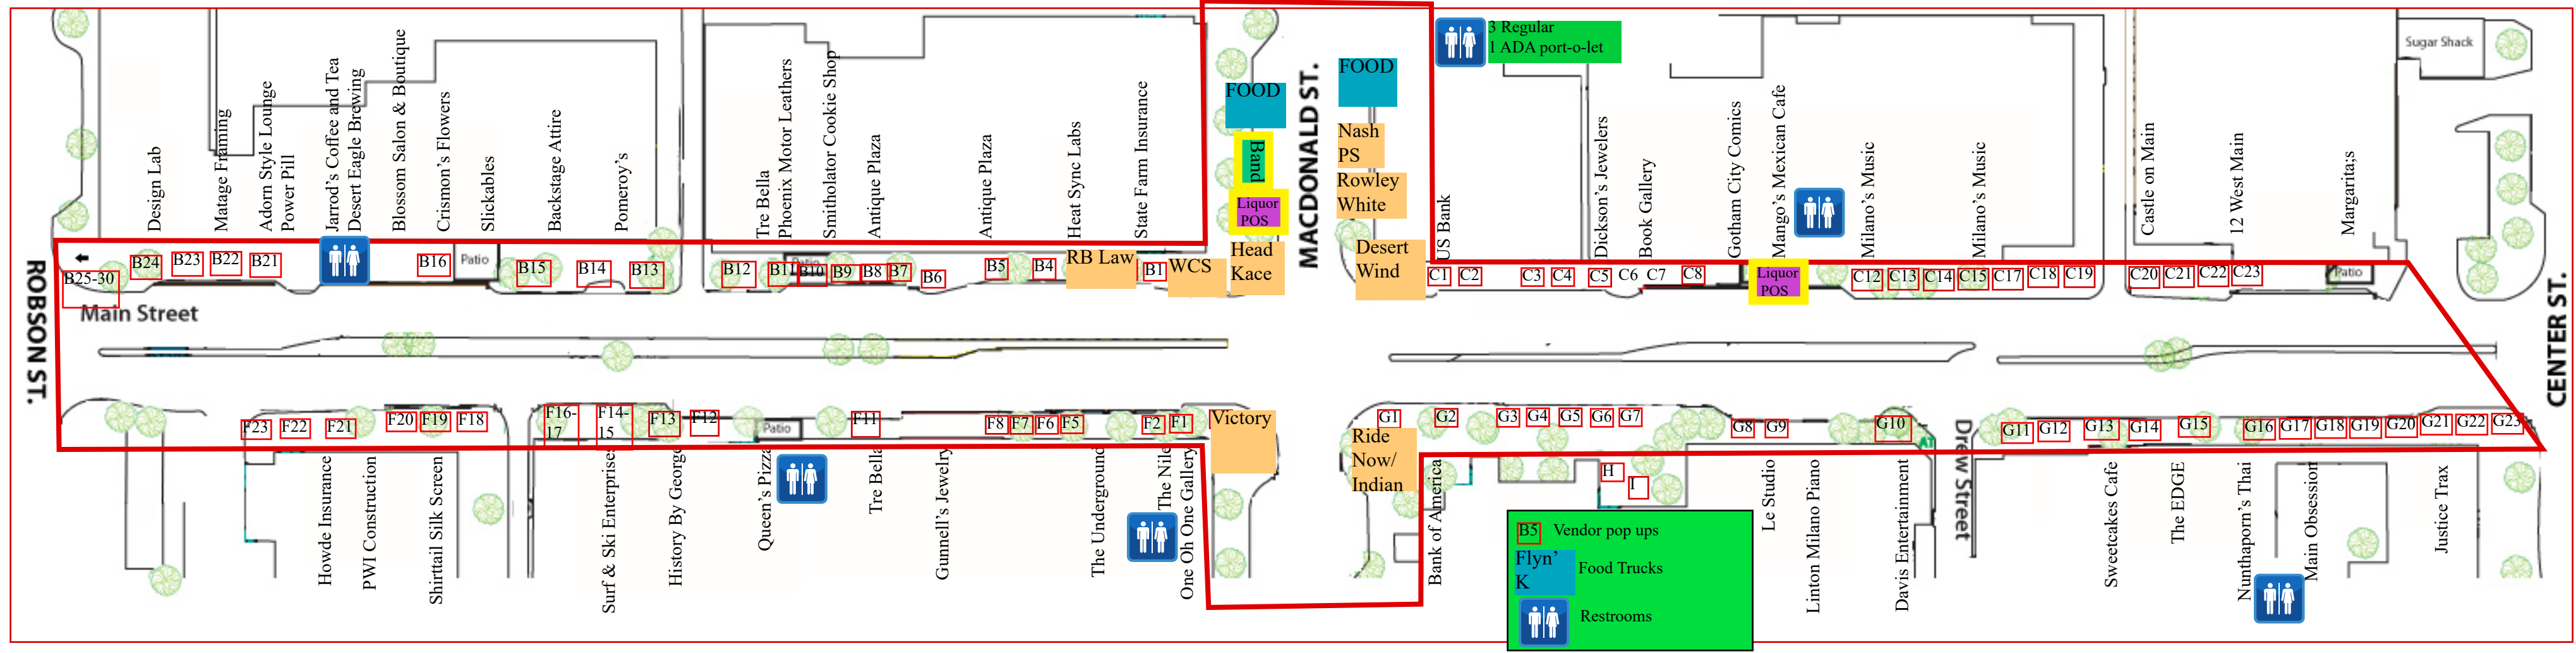 3 Regular
1 ADA port-o-let
Sugar Shack
FOOD
FOOD
Band
Liquor
POS
Nash
PS
Rowley
White
MACDONALD ST.
Design Lab
Matage Framing
Adorn Style Lounge
Power Pill
Jarrod's Coffee and Tea
Desert Eagle Brewing
Blossom Salon & Boutique
Crismon's Flowers
Slickables
Backstage Attire
Pomeroy's
Tre Bella
Phoenix Motor Leathers
Smitholator Cookie Shop
Antique Plaza
Antique Plaza
Heat Sync Labs
State Farm Insurance
US Bank
Dickson's Jewelers
Book Gallery
Gotham City Comics
Mango's Mexican Cafe
Milano's Music
Milano's Music
Castle on Main
12 West Main
Margarita;s
B25-30
B24
B23
B22
B21
B16
Patio
B15
B14
B13
B12
B11
Patio
B10
B9
B8
B7
B6
B5
B4
RB Law
B1
WCS
Head
Kace
Desert
Wind
C1
C2
C3
C4
C5
C6
C7
C8
Liquor
POS
C12
C13
C14
C15
C17
C18
C19
C20
C21
C22
C23
Patio
ROBSON ST.
Main Street
CENTER ST.
F23
F22
F21
F20
F19
F18
F16-
17
F14-
15
F13
F12
Patio
F11
F8
F7
F6
F5
F2
F1
Victory
Ride
Now/
Indian
G1
G2
G3
G4
G5
G6
G7
G8
G9
G10
AT
Drew Street
G11
G12
G13
G14
G15
G16
G17
G18
G19
G20
G21
G22
G23
H
I
Howde Insurance
PWI Construction
Shirttail Silk Screen
Surf & Ski Enterprises
History By George
Queen's Pizza
Tre Bella
Gunnell's Jewelry
The Underground
The Nile
One Oh One Gallery
Bank of America
Le Studio
Linton Milano Piano
Davis Entertainment
Sweetcakes Cafe
The EDGE
Nunthaporn's Thai
Main Obsession
Justice Trax
B5 Vendor pop ups
Flyn'
K
Food Trucks
Restrooms